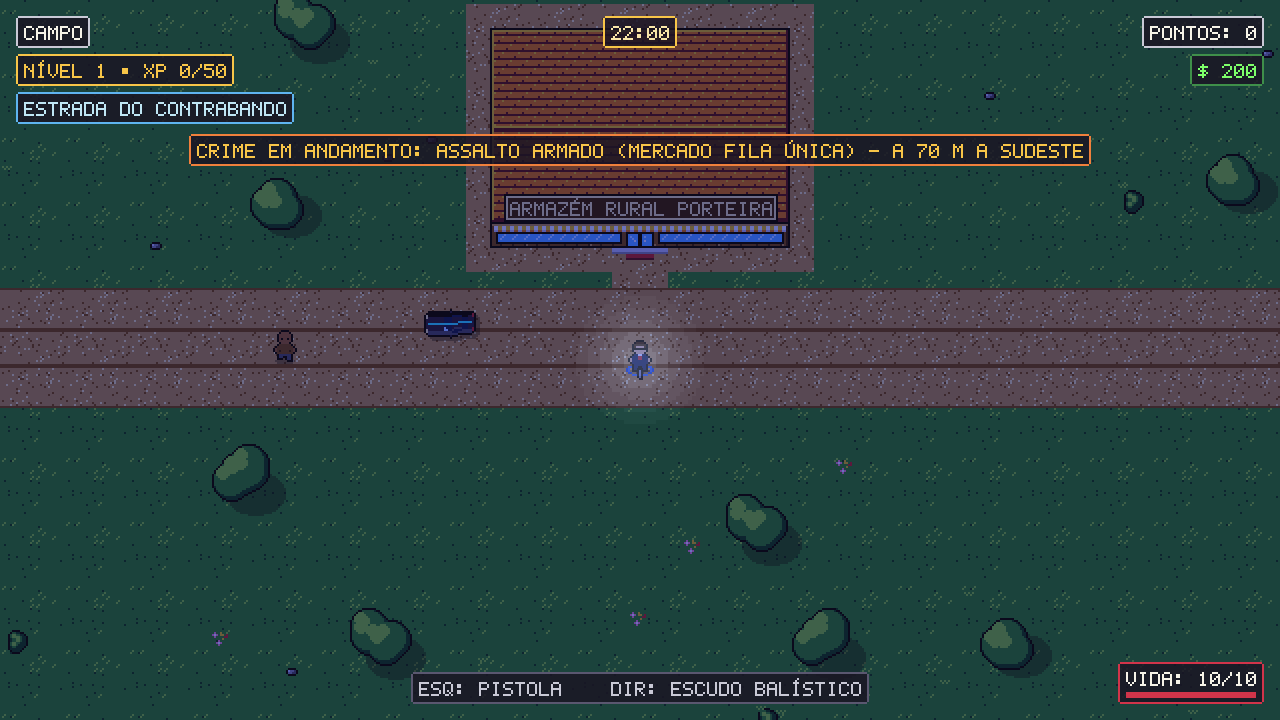 CAMPO
22:00
PONTOS: 0
NÍVEL 1 ▪ XP 0/50
$ 200
ESTRADA DO CONTRABANDO
CRIME EM ANDAMENTO: ASSALTO ARMADO (MERCADO FILA ÚNICA) - A 70 M A SUDESTE
ARMAZÉM RURAL PORTEIRA
ESQ: PISTOLA DIR: ESCUDO BALÍSTICO
VIDA: 10/10